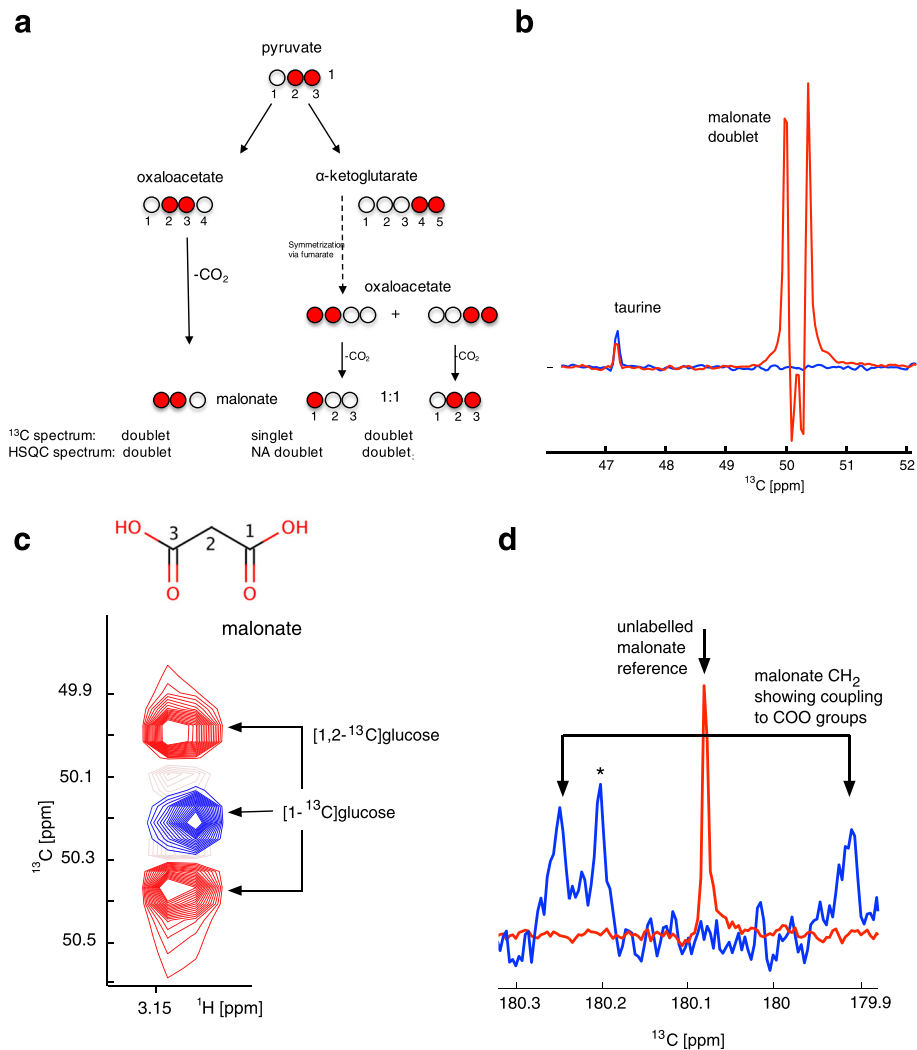 a
pyruvate
1
1 2 3
oxaloacetate
1 2 3 4
α-ketoglutarate
1 2 3 4 5
Symmetrization
via fumarate
-CO2
oxaloacetate
+
-CO2
-CO2
malonate
1:1
1 2 3
1 2 3
13C spectrum: doublet singlet doublet
HSQC spectrum: doublet NA doublet doublet
b
malonate
doublet
taurine
47 48 49 50 51 52
13C [ppm]
c
HO 3 2 1 OH
O O
malonate
49.9
50.1
50.3
50.5
13C [ppm]
[1,2-13C]glucose
[1-13C]glucose
3.15 1H [ppm]
d
unlabelled
malonate
reference
malonate CH2
showing coupling
to COO groups
*
180.3 180.2 180.1 180 179.9
13C [ppm]